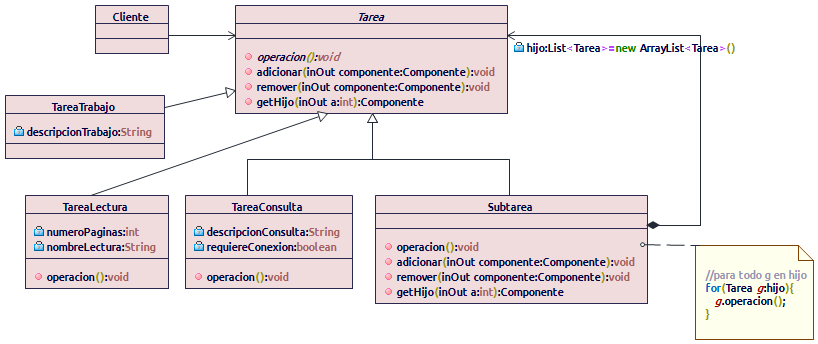 Cliente
Tarea
operacion():void
adicionar(inOut componente:Componente):void
remover(inOut componente:Componente):void
getHijo(inOut a:int):Componente
hijo:List<Tarea>=new ArrayList<Tarea>()
TareaTrabajo
descripcionTrabajo:String
TareaLectura
numeroPaginas:int
nombreLectura:String
operacion():void
TareaConsulta
descripcionConsulta:String
requiereConexion:boolean
operacion():void
Subtarea
operacion():void
adicionar(inOut componente:Componente):void
remover(inOut componente:Componente):void
getHijo(inOut a:int):Componente
//para todo g en hijo
for(Tarea g:hijo){
g.operacion();
}